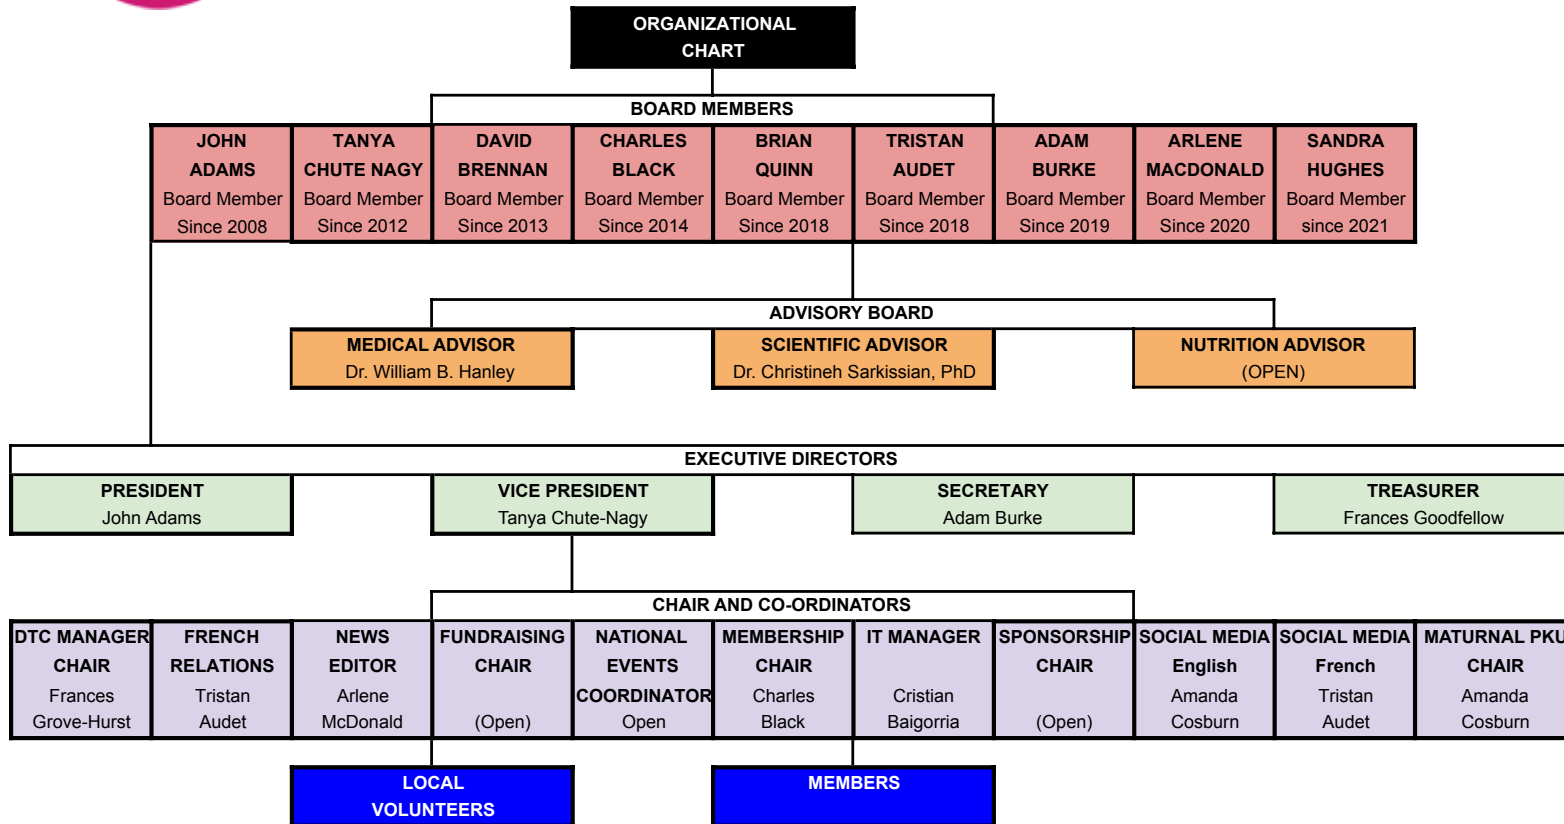 ORGANIZATIONAL
CHART
BOARD MEMBERS
JOHN
ADAMS
Board Member
Since 2008
TANYA
CHUTE NAGY
Board Member
Since 2012
DAVID
BRENNAN
Board Member
Since 2013
CHARLES
BLACK
Board Member
Since 2014
BRIAN
QUINN
Board Member
Since 2018
TRISTAN
AUDET
Board Member
Since 2018
ADAM
BURKE
Board Member
Since 2019
ARLENE
MACDONALD
Board Member
Since 2020
SANDRA
HUGHES
Board Member
since 2021
ADVISORY BOARD
MEDICAL ADVISOR
Dr. William B. Hanley
SCIENTIFIC ADVISOR
Dr. Christineh Sarkissian, PhD
NUTRITION ADVISOR
(OPEN)
EXECUTIVE DIRECTORS
PRESIDENT
John Adams
VICE PRESIDENT
Tanya Chute-Nagy
SECRETARY
Adam Burke
TREASURER
Frances Goodfellow
CHAIR AND CO-ORDINATORS
DTC MANAGER
CHAIR
Frances
Grove-Hurst
FRENCH
RELATIONS
Tristan
Audet
NEWS
EDITOR
Arlene
McDonald
FUNDRAISING
CHAIR
(Open)
NATIONAL
EVENTS
COORDINATOR
Open
MEMBERSHIP
CHAIR
Charles
Black
IT MANAGER
Cristian
Baigorria
SPONSORSHIP
CHAIR
(Open)
SOCIAL MEDIA
English
Amanda
Cosburn
SOCIAL MEDIA
French
Tristan
Audet
MATURNAL PKU
CHAIR
Amanda
Cosburn
LOCAL
VOLUNTEERS
MEMBERS